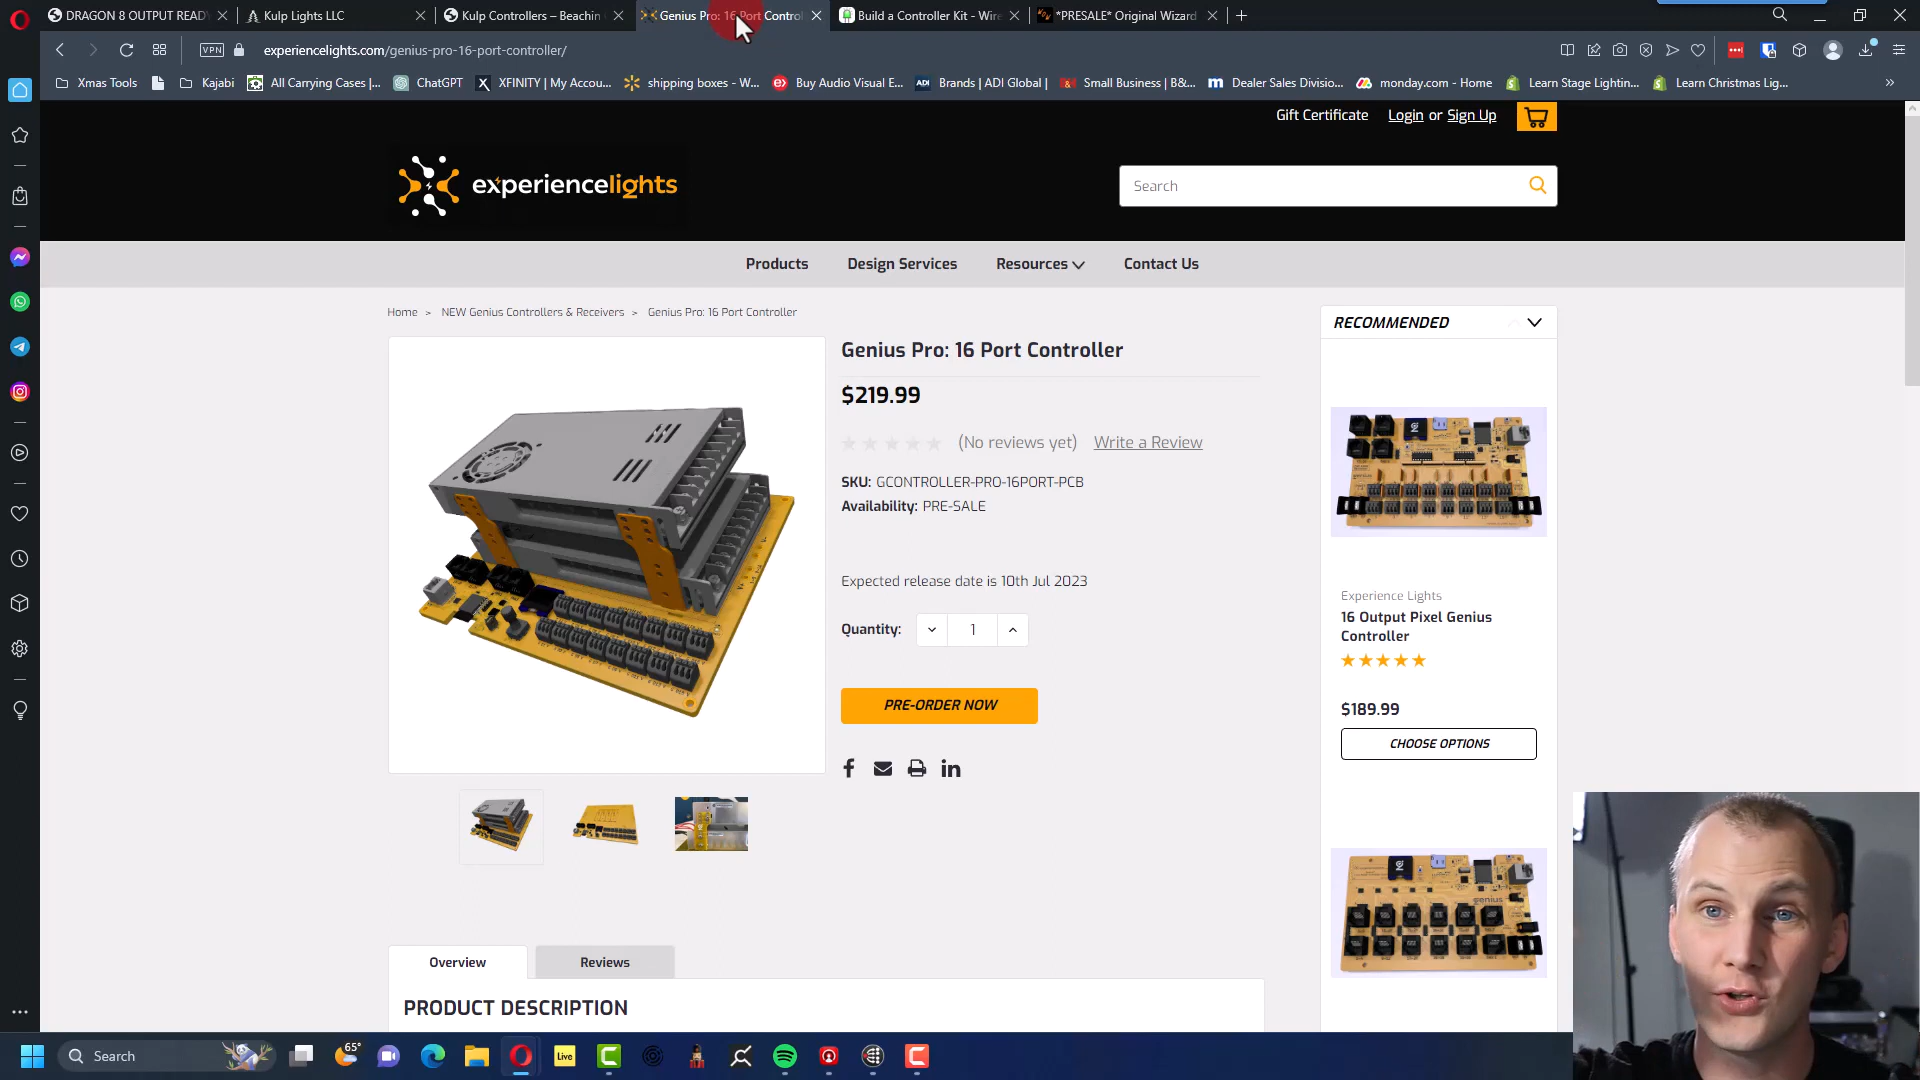 DRAGON 8 OUTPUT READY
Kulp Lights LLC
Kulp Controllers – Beachin
Genius Pro: 16 Port Control
Build a Controller Kit - Wire
*PRESALE* Original Wizard
VPN
experiencelights.com/genius-pro-16-port-controller/
Xmas Tools
Kajabi
All Carrying Cases |...
ChatGPT
XFINITY | My Accou...
shipping boxes - W...
Buy Audio Visual E...
ADI
Brands | ADI Global |
Small Business | B&...
Dealer Sales Divisio...
monday.com - Home
Learn Stage Lightin...
Learn Christmas Lig...
Gift Certificate
Login or Sign Up
experiencelights
Search
Products
Design Services
Resources
Contact Us
Home > NEW Genius Controllers & Receivers > Genius Pro: 16 Port Controller
Genius Pro: 16 Port Controller
$219.99
(No reviews yet) Write a Review
SKU: GCONTROLLER-PRO-16PORT-PCB
Availability: PRE-SALE
Expected release date is 10th Jul 2023
Quantity: 1
PRE-ORDER NOW
RECOMMENDED
Experience Lights
16 Output Pixel Genius
Controller
$189.99
CHOOSE OPTIONS
Overview
Reviews
PRODUCT DESCRIPTION
Search
65°
Live